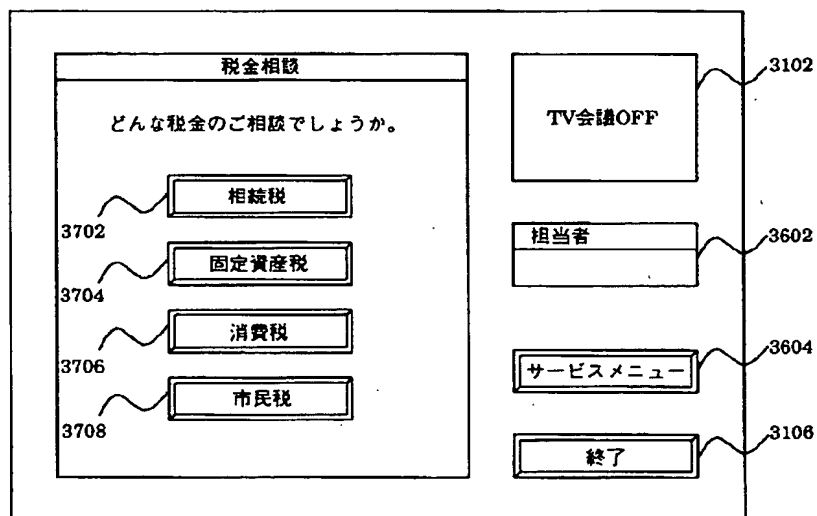 税金相談
どんな税金のご相談でしょうか。
相続税
3702
固定資産税
3704
消費税
3706
市民税
3708
TV会議OFF
3102
担当者
3602
サービスメニュー
3604
終了
3106